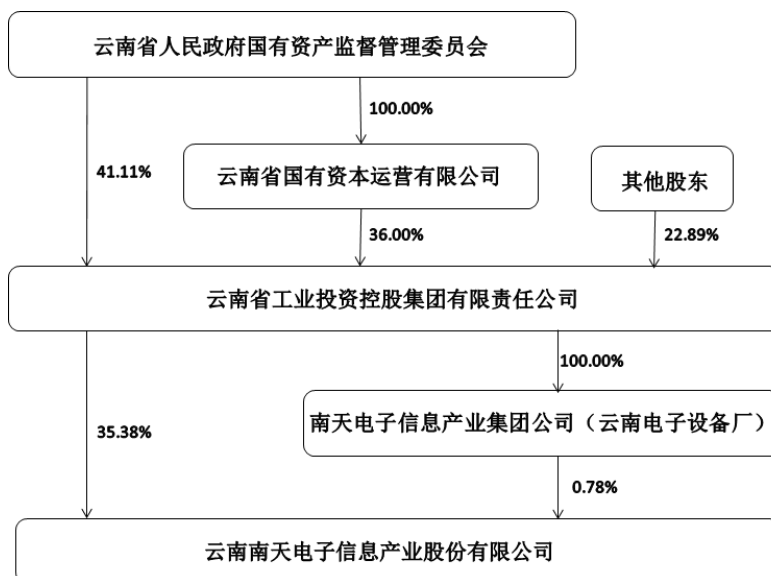 云南省人民政府国有资产监督管理委员会
100.00%
41.11%
云南省国有资本运营有限公司
其他股东
36.00%
22.89%
云南省工业投资控股集团有限责任公司
100.00%
南天电子信息产业集团公司（云南电子设备厂）
35.38%
0.78%
云南南天电子信息产业股份有限公司